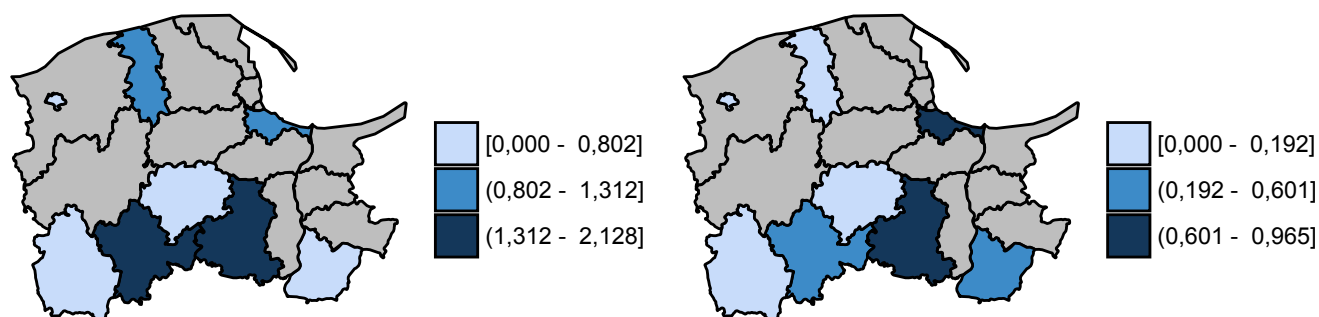 [0,000 -  0,802]
(0,802 -  1,312]
(1,312 -  2,128]
[0,000 -  0,192]
(0,192 -  0,601]
(0,601 -  0,965]